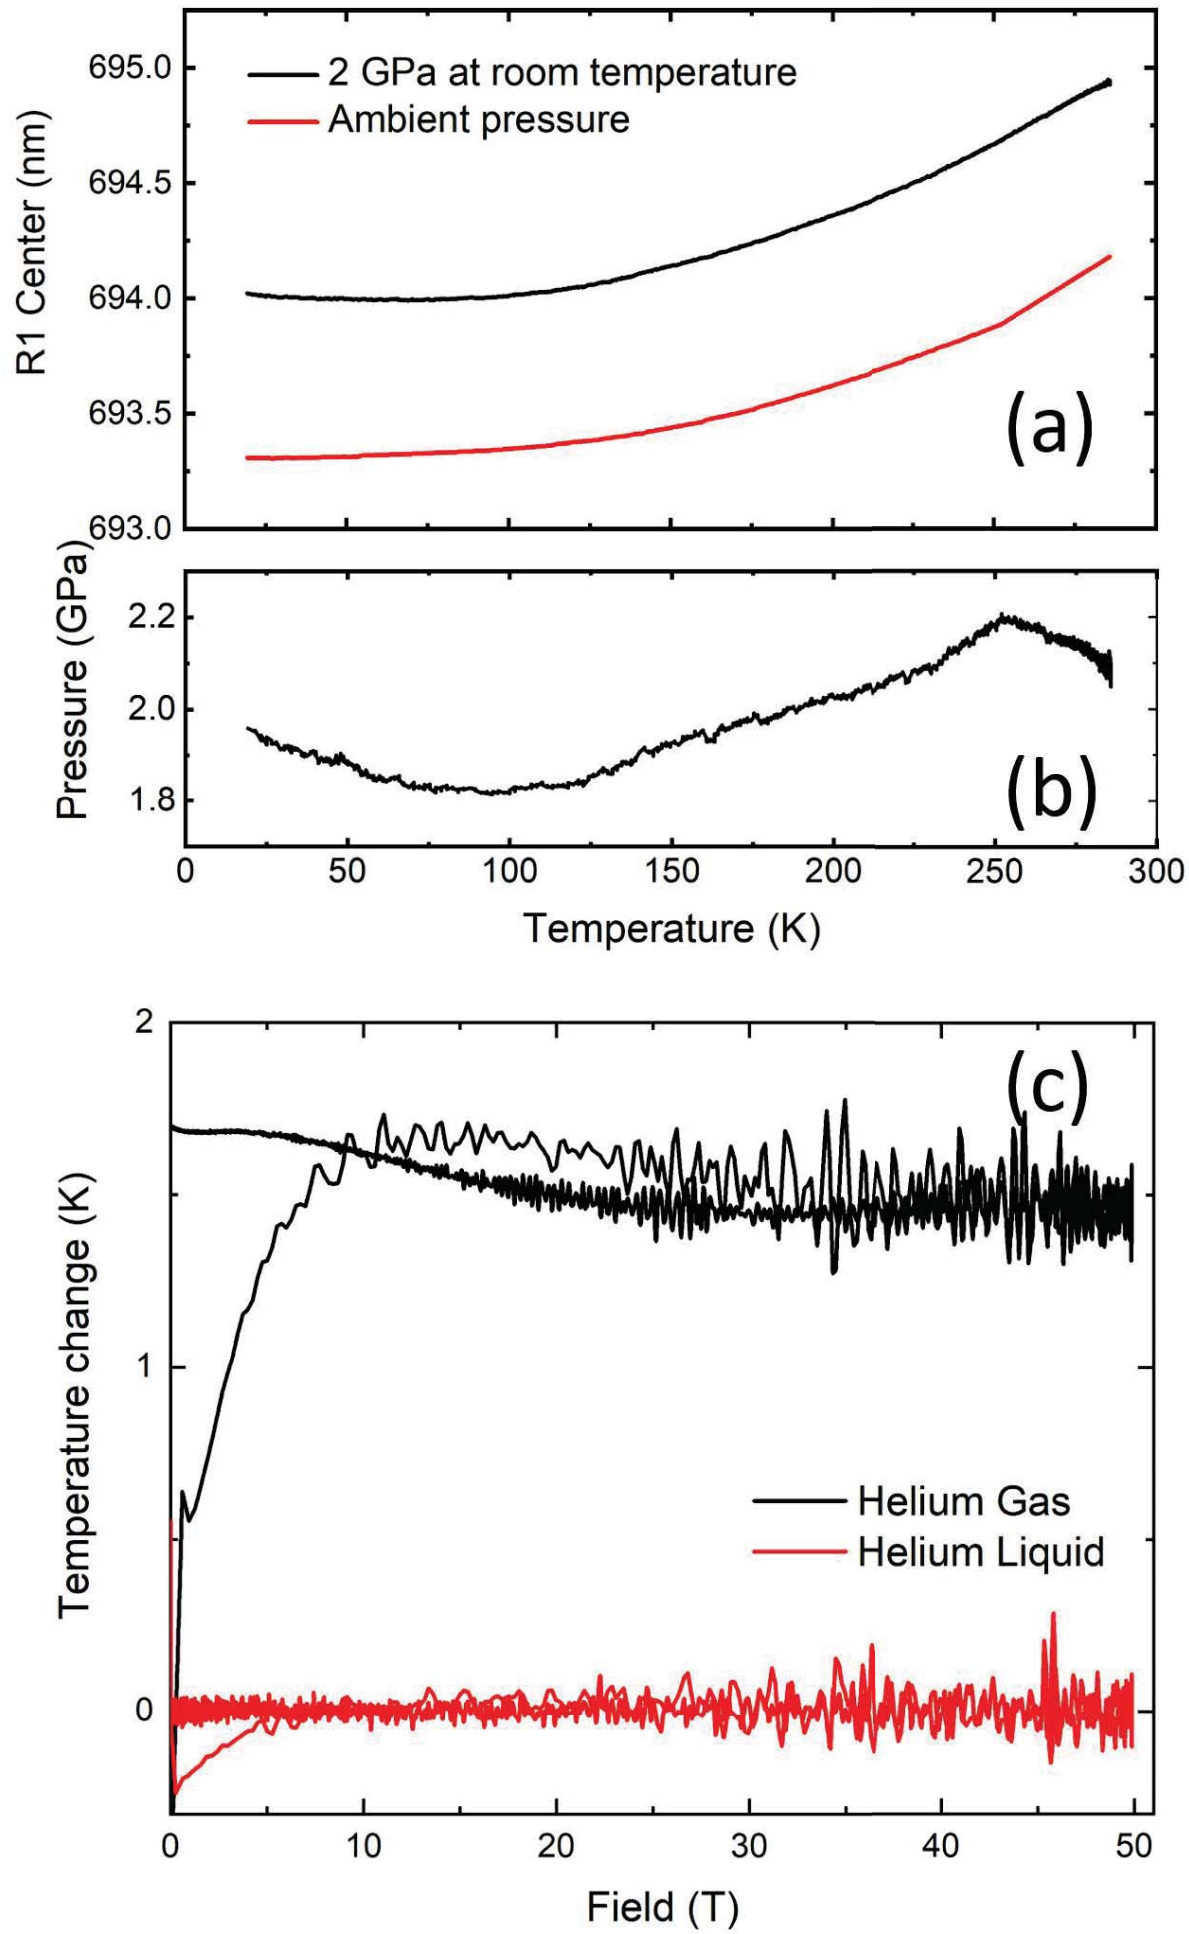 695.0
2 GPa at room temperature
Ambient pressure
694.5
694.0
693.5
693.0
R1 Center (nm)
(a)
2.2
2.0
1.8
Pressure (GPa)
(b)
0 50 100 150 200 250 300
Temperature (K)
2
1
0
Temperature change (K)
(c)
Helium Gas
Helium Liquid
0 10 20 30 40 50
Field (T)